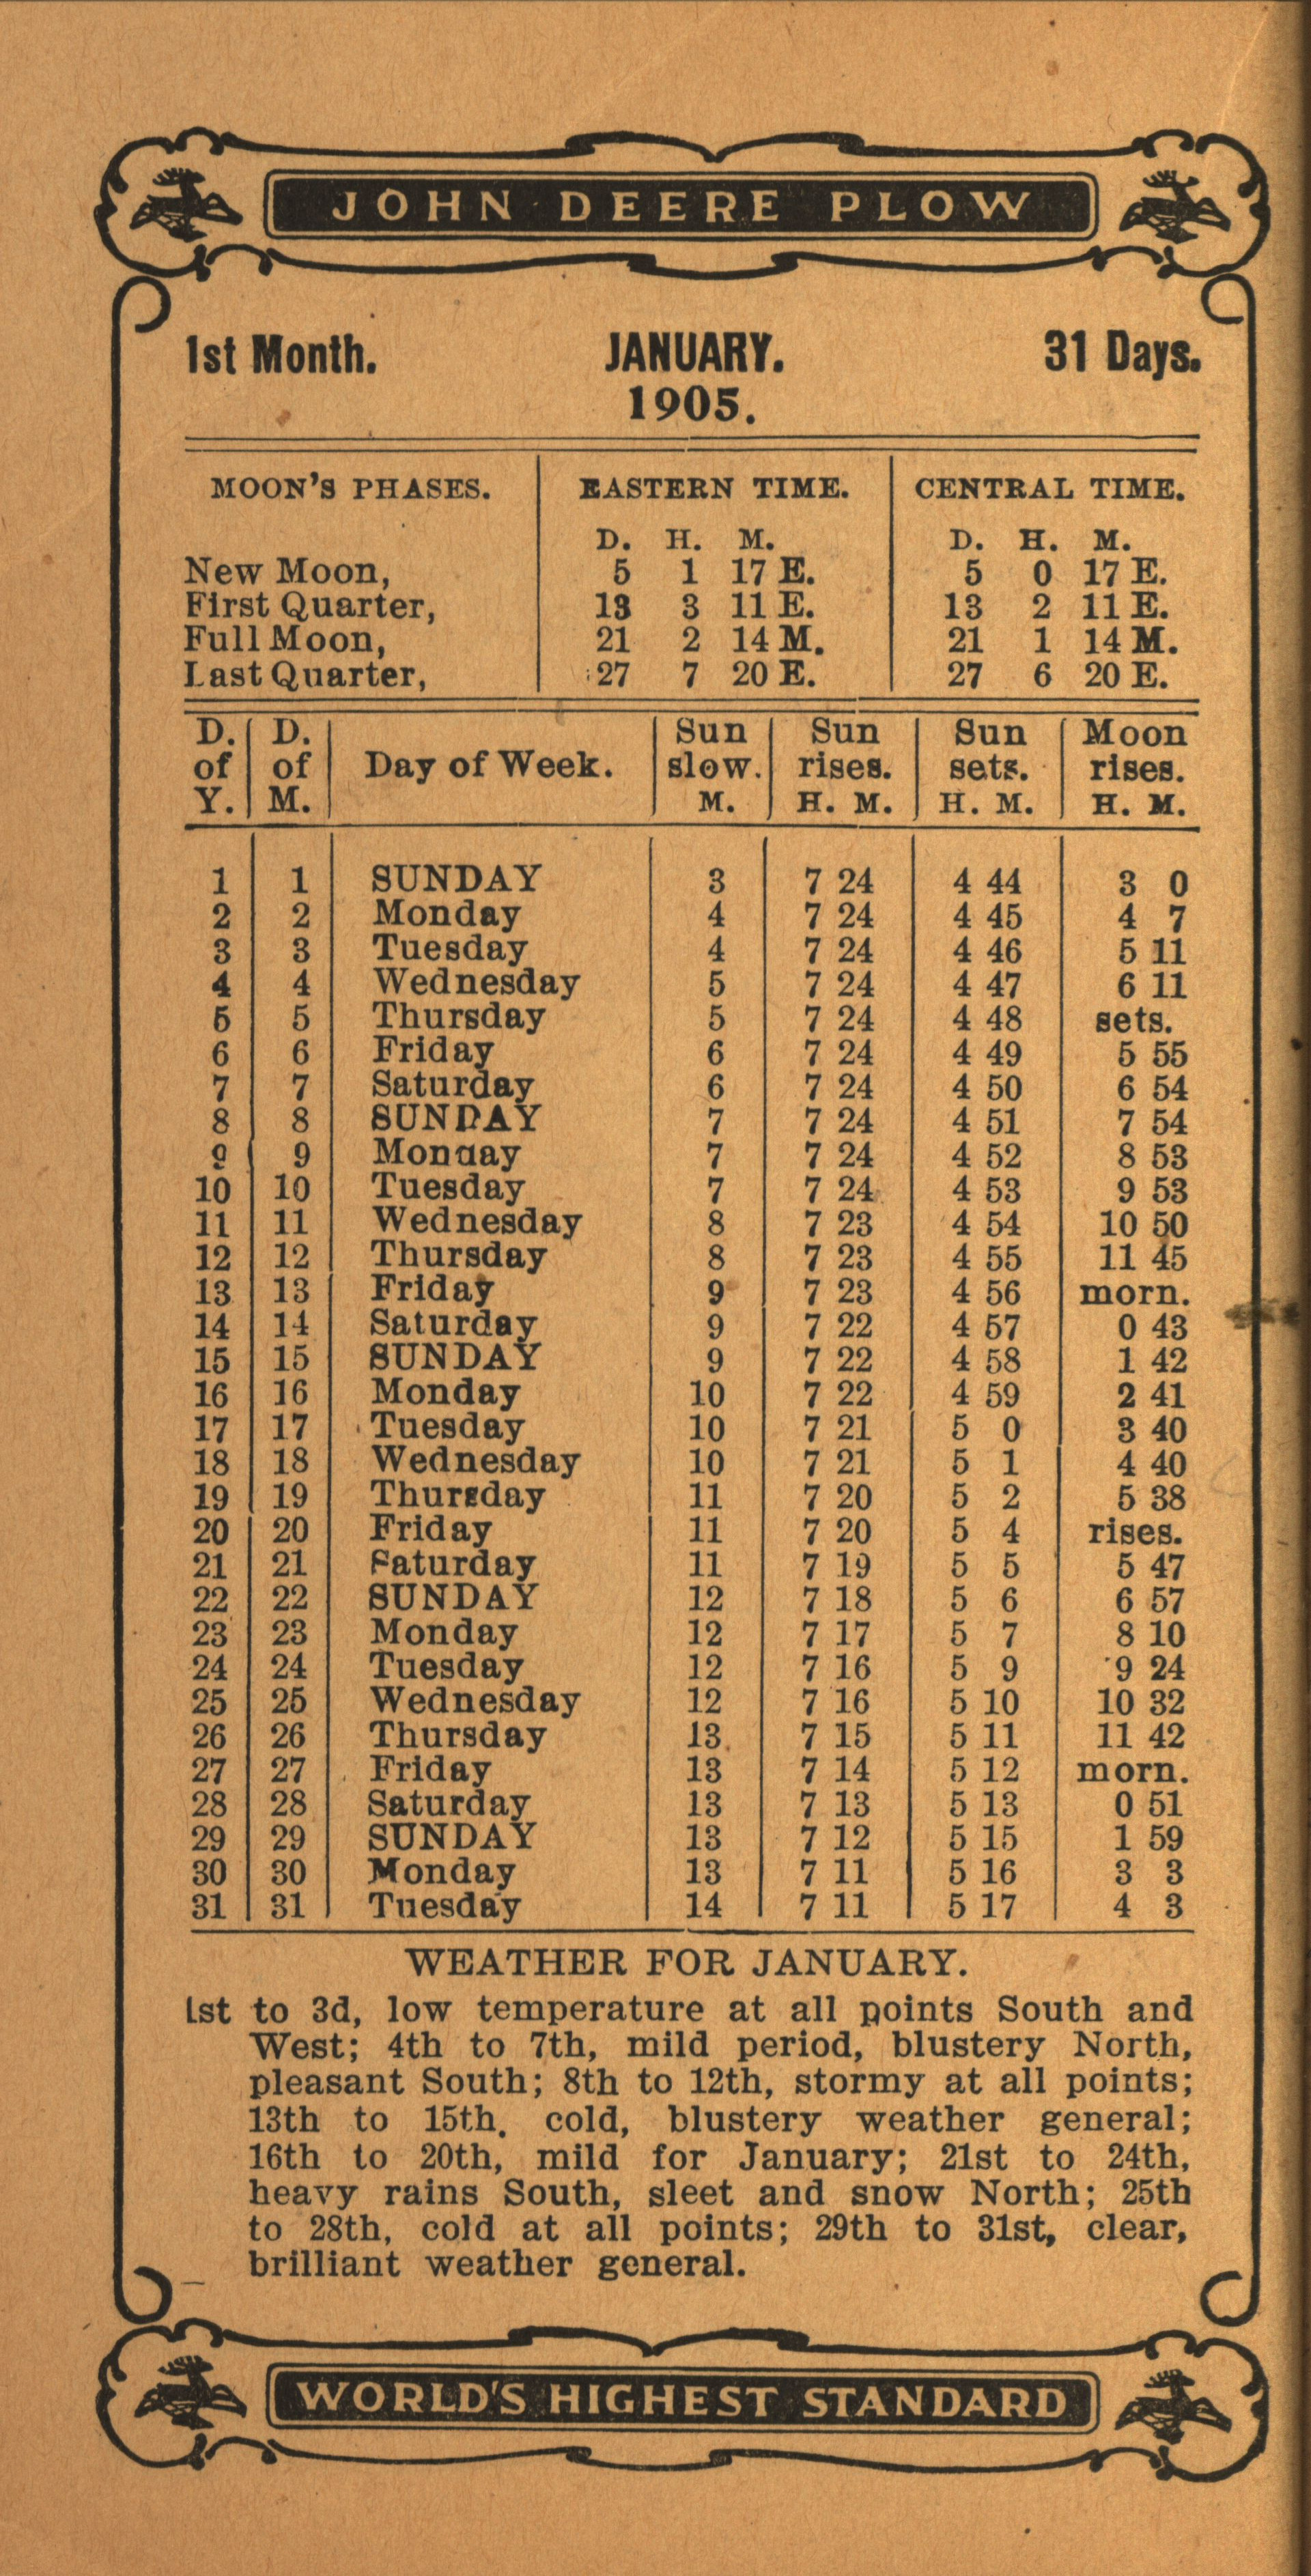 JOHN DEERE PLOW
1st Month. JANUARY. 31 Days.
1905.
MOON'S PHASES. EASTERN TIME. CENTRAL TIME.
D. H. M. D. H. M.
New Moon, 5 1 17 E. 5 0 17 E.
First Quarter, 13 3 11 E. 13 2 11 E.
Full Moon, 21 2 14 M. 21 1 14 M.
Last Quarter, 27 7 20 E. 27 6 20 E.
D. D. Sun Sun Sun Moon
of of Day of Week. slow. rises. sets. rises.
Y. M. M. H. M. H. M. H. M.
1 1 SUNDAY 3 7 24 4 44 3 0
2 2 Monday 4 7 24 4 45 4 7
3 3 Tuesday 4 7 24 4 46 5 11
4 4 Wednesday 5 7 24 4 47 6 11
5 5 Thursday 5 7 24 4 48 sets.
6 6 Friday 6 7 24 4 49 5 55
7 7 Saturday 6 7 24 4 50 6 54
8 8 SUNDAY 7 7 24 4 51 7 54
9 9 Monday 7 7 24 4 52 8 53
10 10 Tuesday 7 7 24 4 53 9 53
11 11 Wednesday 8 7 23 4 54 10 50
12 12 Thursday 8 7 23 4 55 11 45
13 13 Friday 9 7 23 4 56 morn.
14 14 Saturday 9 7 22 4 57 0 43
15 15 SUNDAY 9 7 22 4 58 1 42
16 16 Monday 10 7 22 4 59 2 41
17 17 Tuesday 10 7 21 5 0 3 40
18 18 Wednesday 10 7 21 5 1 4 40
19 19 Thursday 11 7 20 5 2 5 38
20 20 Friday 11 7 20 5 4 rises.
21 21 Saturday 11 7 19 5 5 5 47
22 22 SUNDAY 12 7 18 5 6 6 57
23 23 Monday 12 7 17 5 7 8 10
24 24 Tuesday 12 7 16 5 9 9 24
25 25 Wednesday 12 7 16 5 10 10 32
26 26 Thursday 13 7 15 5 11 11 42
27 27 Friday 13 7 14 5 12 morn.
28 28 Saturday 13 7 13 5 13 0 51
29 29 SUNDAY 13 7 12 5 15 1 59
30 30 Monday 13 7 11 5 16 3 3
31 31 Tuesday 14 7 11 5 17 4 3
WEATHER FOR JANUARY.
1st to 3d, low temperature at all points South and
West; 4th to 7th, mild period, blustery North,
pleasant South; 8th to 12th, stormy at all points;
13th to 15th. cold, blustery weather general;
16th to 20th, mild for January; 21st to 24th,
heavy rains South, sleet and snow North; 25th
to 28th, cold at all points; 29th to 31st, clear,
brilliant weather general.
WORLD'S HIGHEST STANDARD